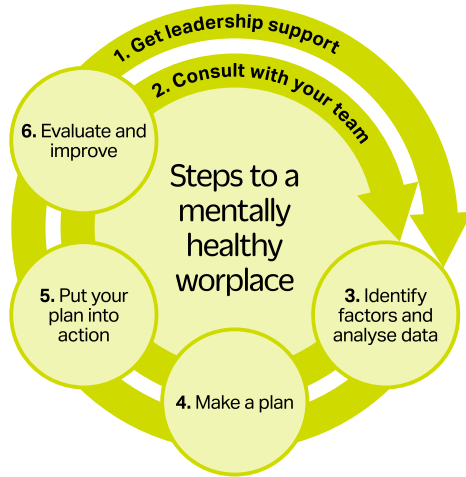 1. Get leadership support
2. Consult with your team
Steps to a
mentally
healthy
worplace
3. Identify
factors and
analyse data
4. Make a plan
5. Put your
plan into
action
6. Evaluate and
improve